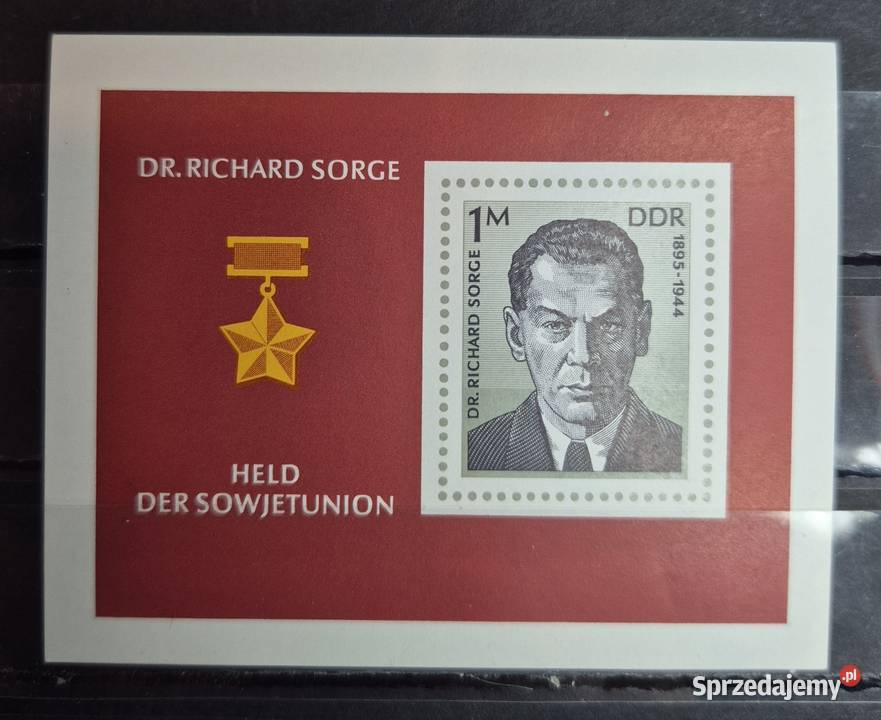 DR. RICHARD SORGE
HELD
DER SOWJETUNION
1M
DDR
DR. RICHARD SORGE
1895-1944
Sprzedajemy.pl